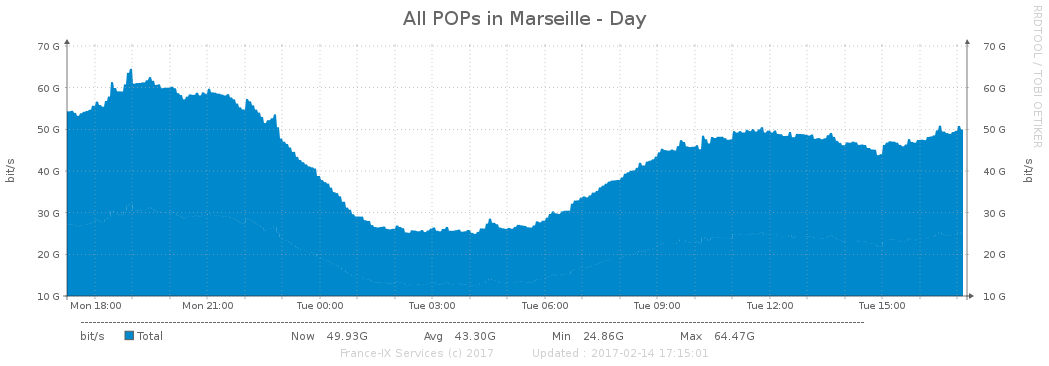 All POPs in Marseille - Day
RRDTOOL / TOBI OETIKER
70 G 70 G
60 G 60 G
50 G 50 G
40 G 40 G
30 G 30 G
20 G 20 G
10 G 10 G
bit/s bit/s
Mon 18:00 Mon 21:00 Tue 00:00 Tue 03:00 Tue 06:00 Tue 09:00 Tue 12:00 Tue 15:00
bit/s Total Now 49.93G Avg 43.30G Min 24.86G Max 64.47G
France-IX Services (c) 2017 Updated : 2017-02-14 17:15:01